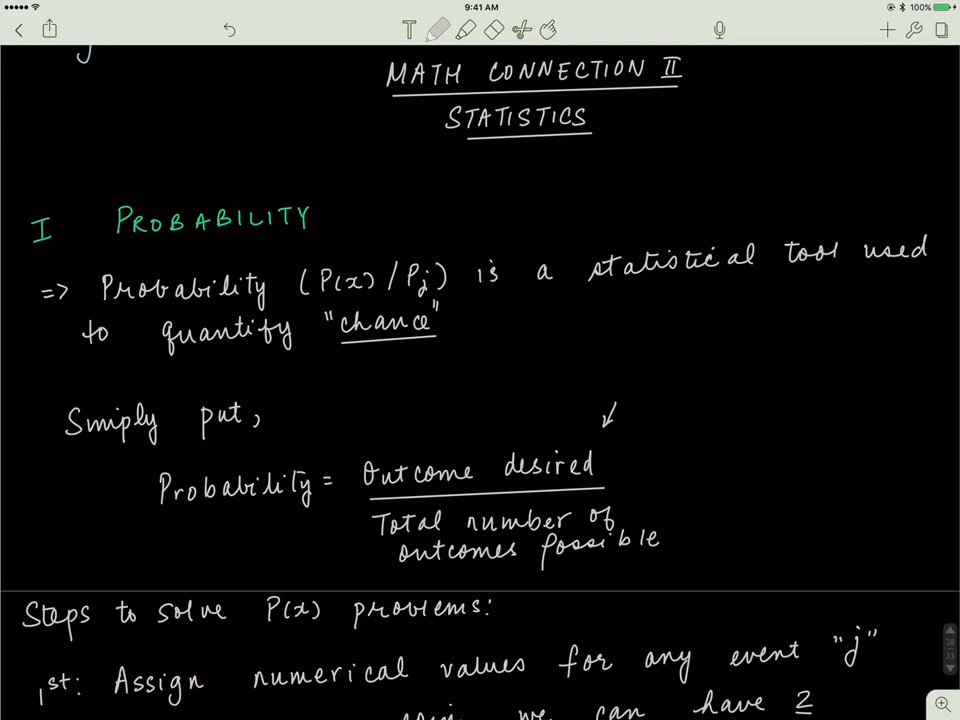 9:41 AM
100%
MATH CONNECTION II
STATISTICS
I PROBABILITY
=> Probability (P(x) / Pj) is a statistical tool used
to quantify "chance"
Simply put,
Probability = Outcome desired
Total number of
outcomes possible
Steps to solve P(x) problems:
1st: Assign numerical values for any event "j"
we can have 2